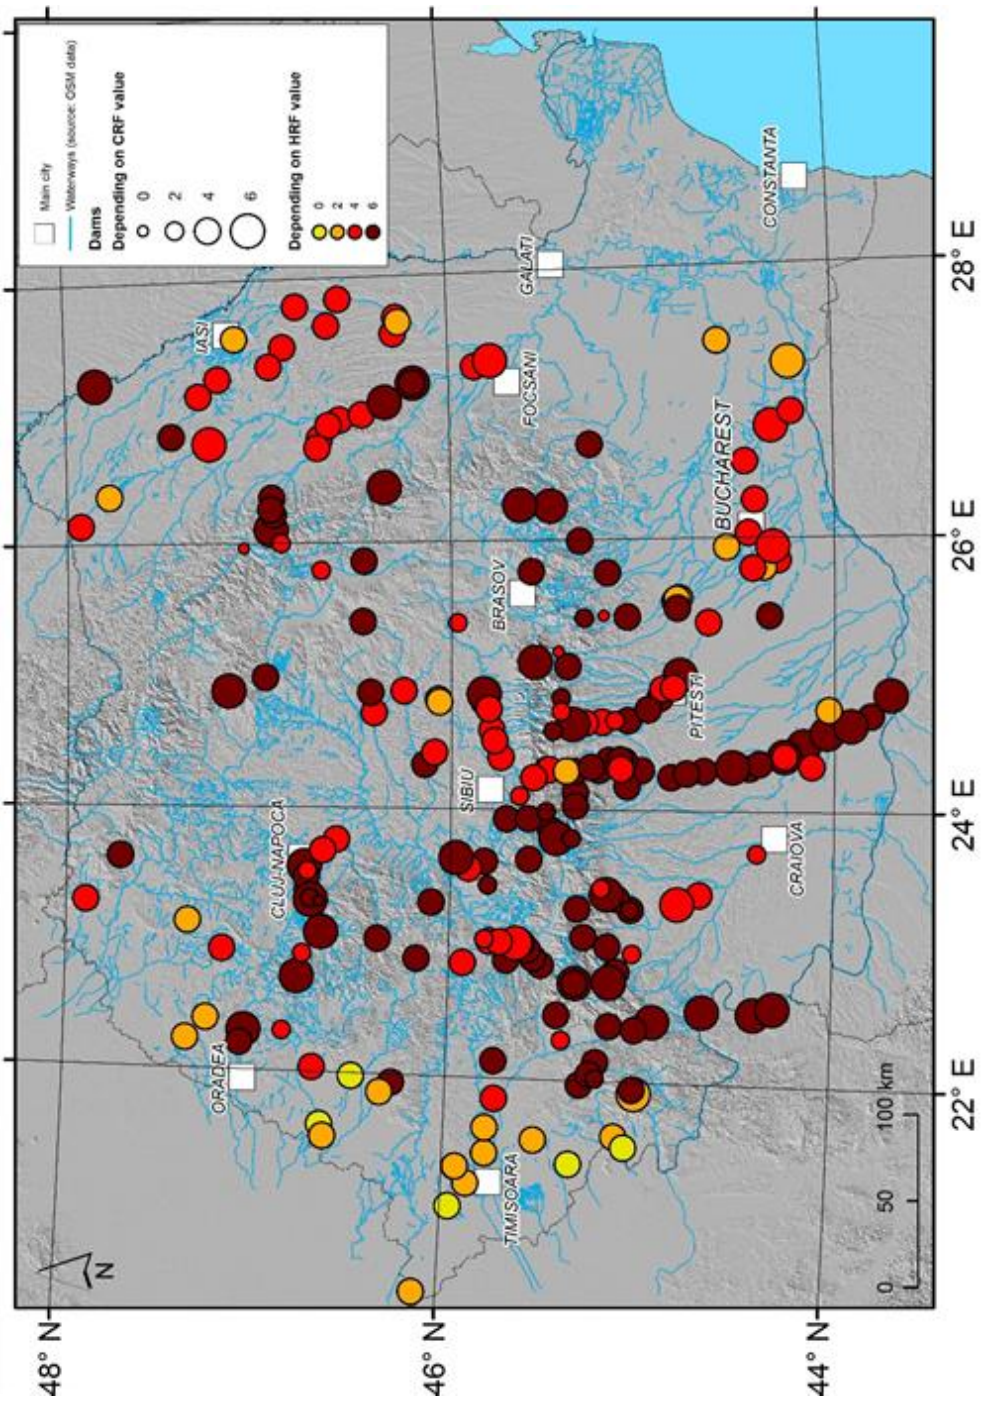 Main city
Waterways (source: OSM data)
Dams
Depending on CRF value
0
2
4
6
Depending on HRF value
0
2
4
6
IASI
ORADEA
CLUJ-NAPOCA
TIMISOARA
SIBIU
BRASOV
FOCSANI
GALATI
PITESTI
CRAIOVA
BUCHAREST
CONSTANTA
N
0
50
100 km
48° N
46° N
44° N
22° E
24° E
26° E
28° E